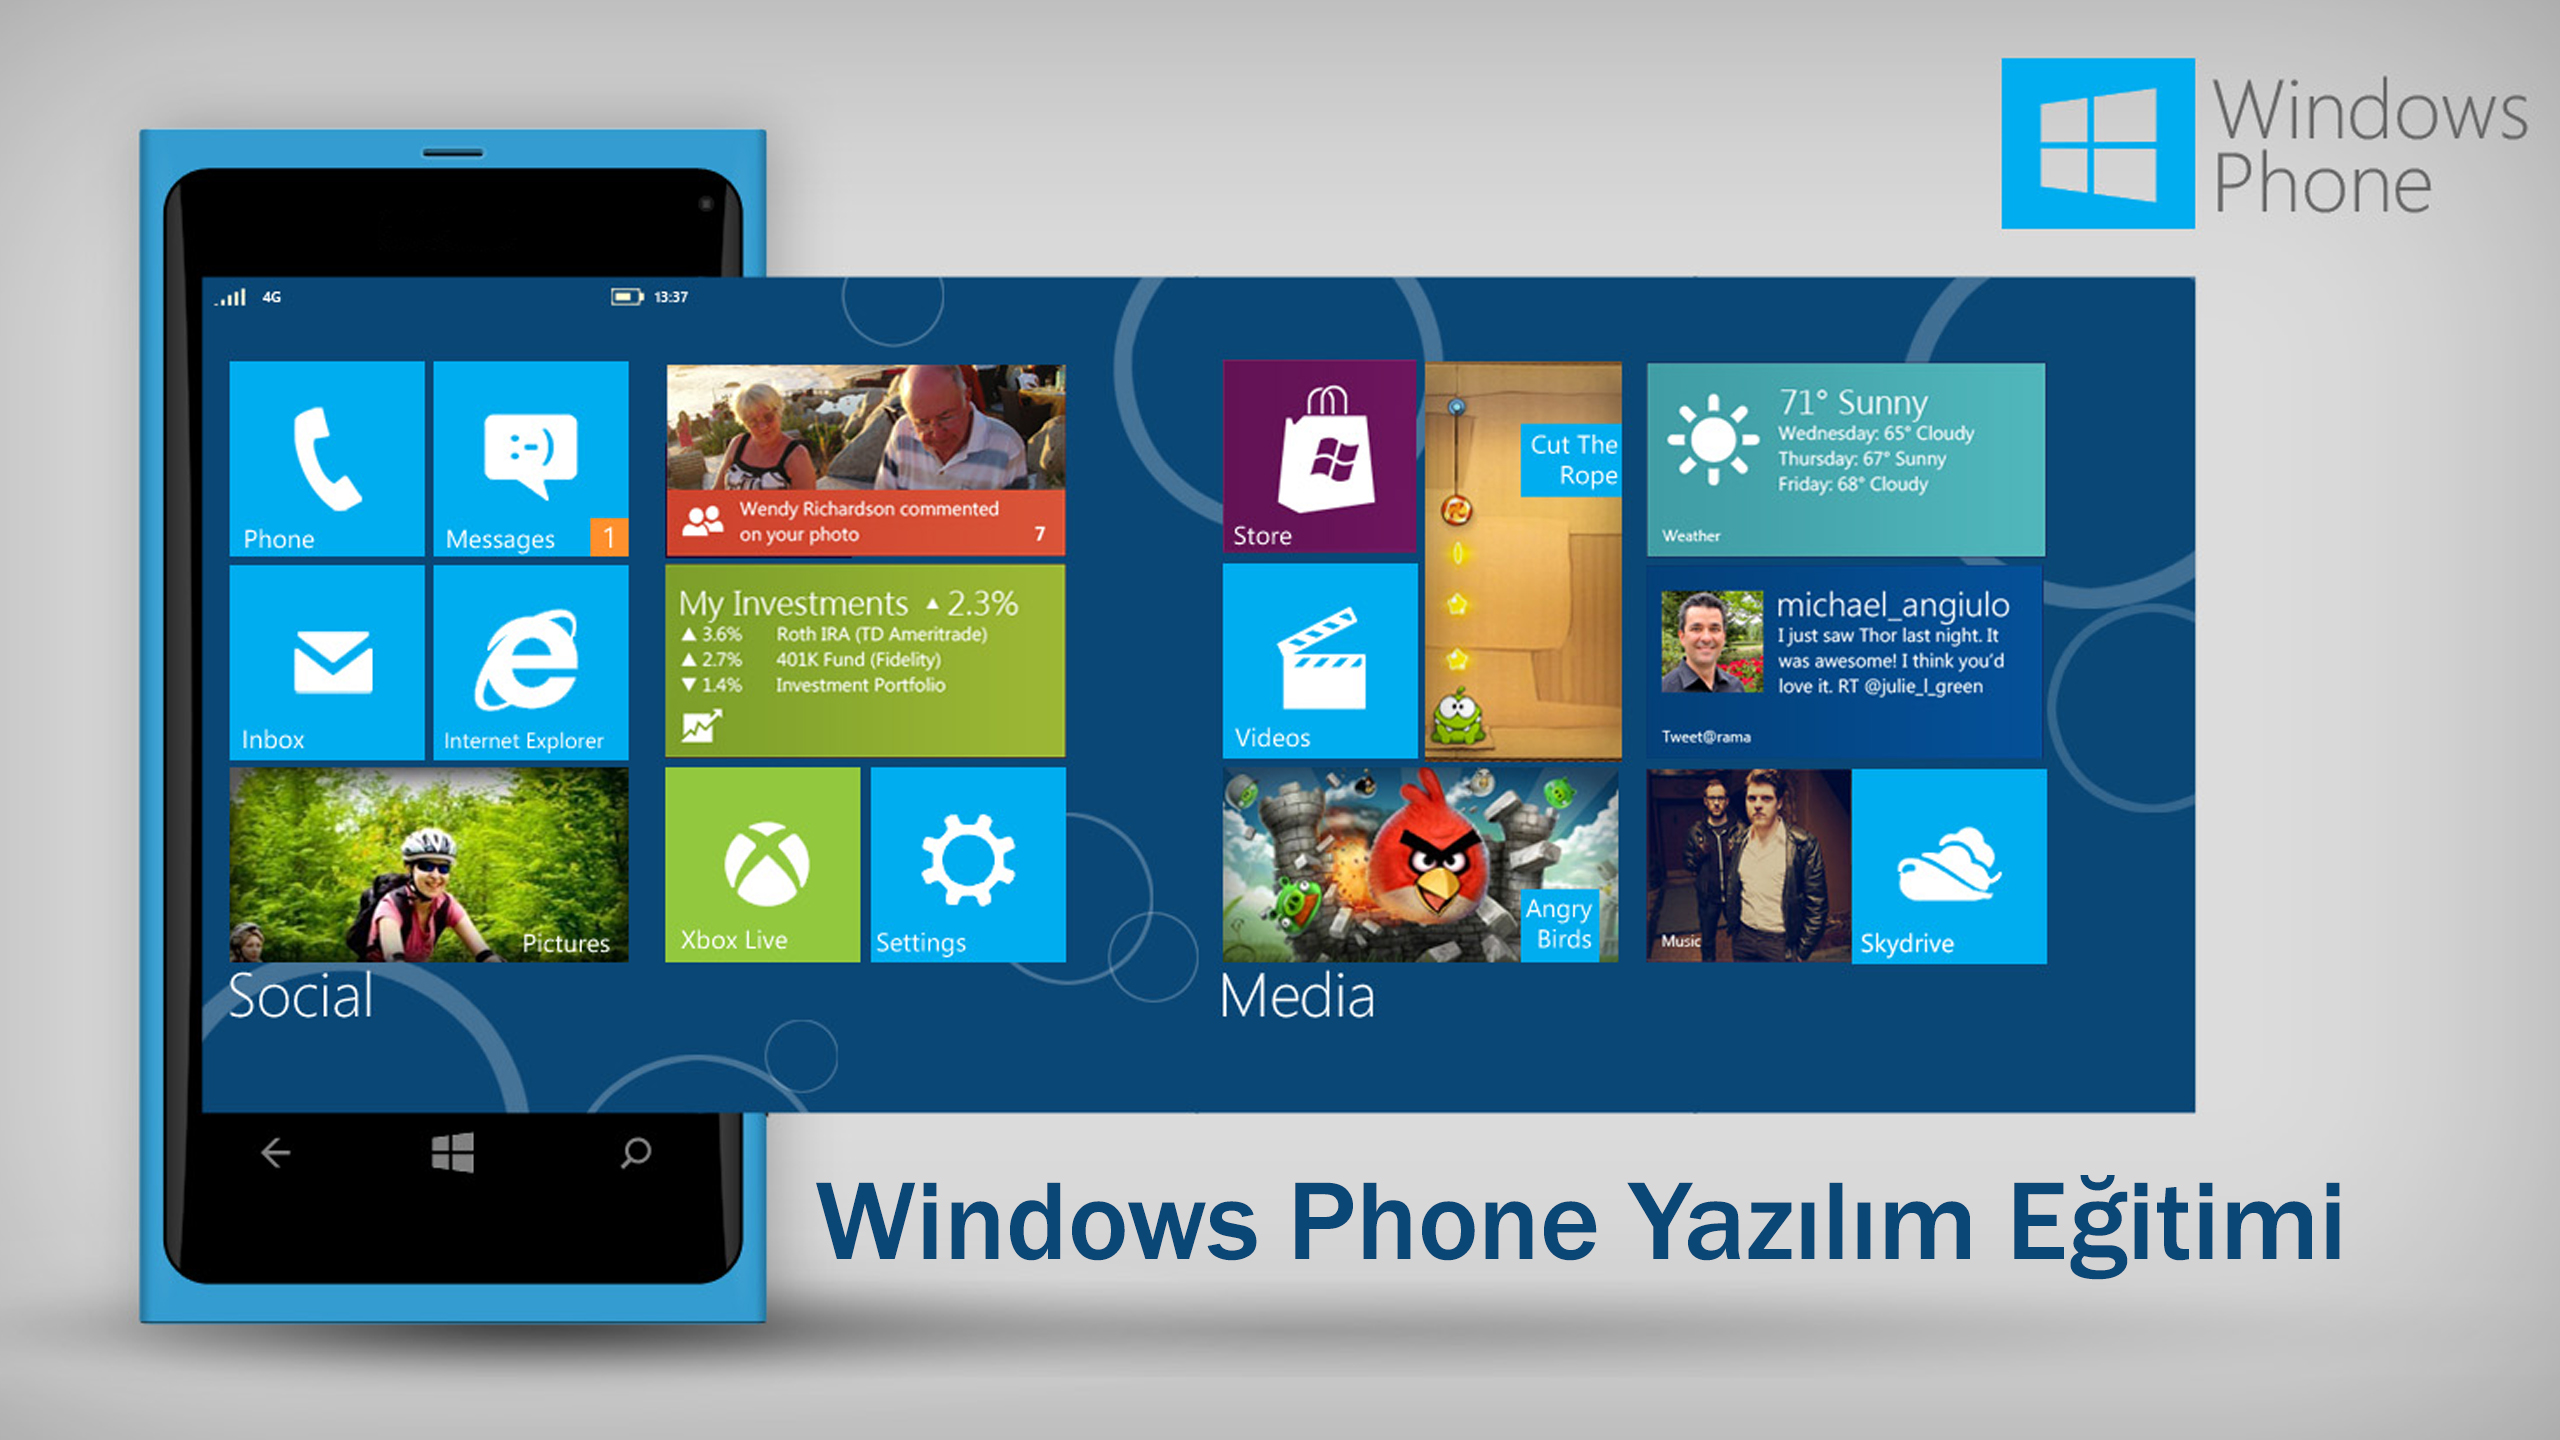 Windows
Phone
4G
13:37
Phone
Messages
1
Inbox
Internet Explorer
Pictures
Social
Wendy Richardson commented
on your photo
7
My Investments ▲ 2.3%
▲ 3.6% Roth IRA (TD Ameritrade)
▲ 2.7% 401K Fund (Fidelity)
▼ 1.4% Investment Portfolio
Xbox Live
Settings
Store
Cut The
Rope
Videos
Angry
Birds
Media
71° Sunny
Wednesday: 65° Cloudy
Thursday: 67° Sunny
Friday: 68° Cloudy
Weather
michael_angiulo
I just saw Thor last night. It
was awesome! I think you'd
love it. RT @julie_l_green
Tweet@rama
Music
Skydrive
Windows Phone Yazılım Eğitimi